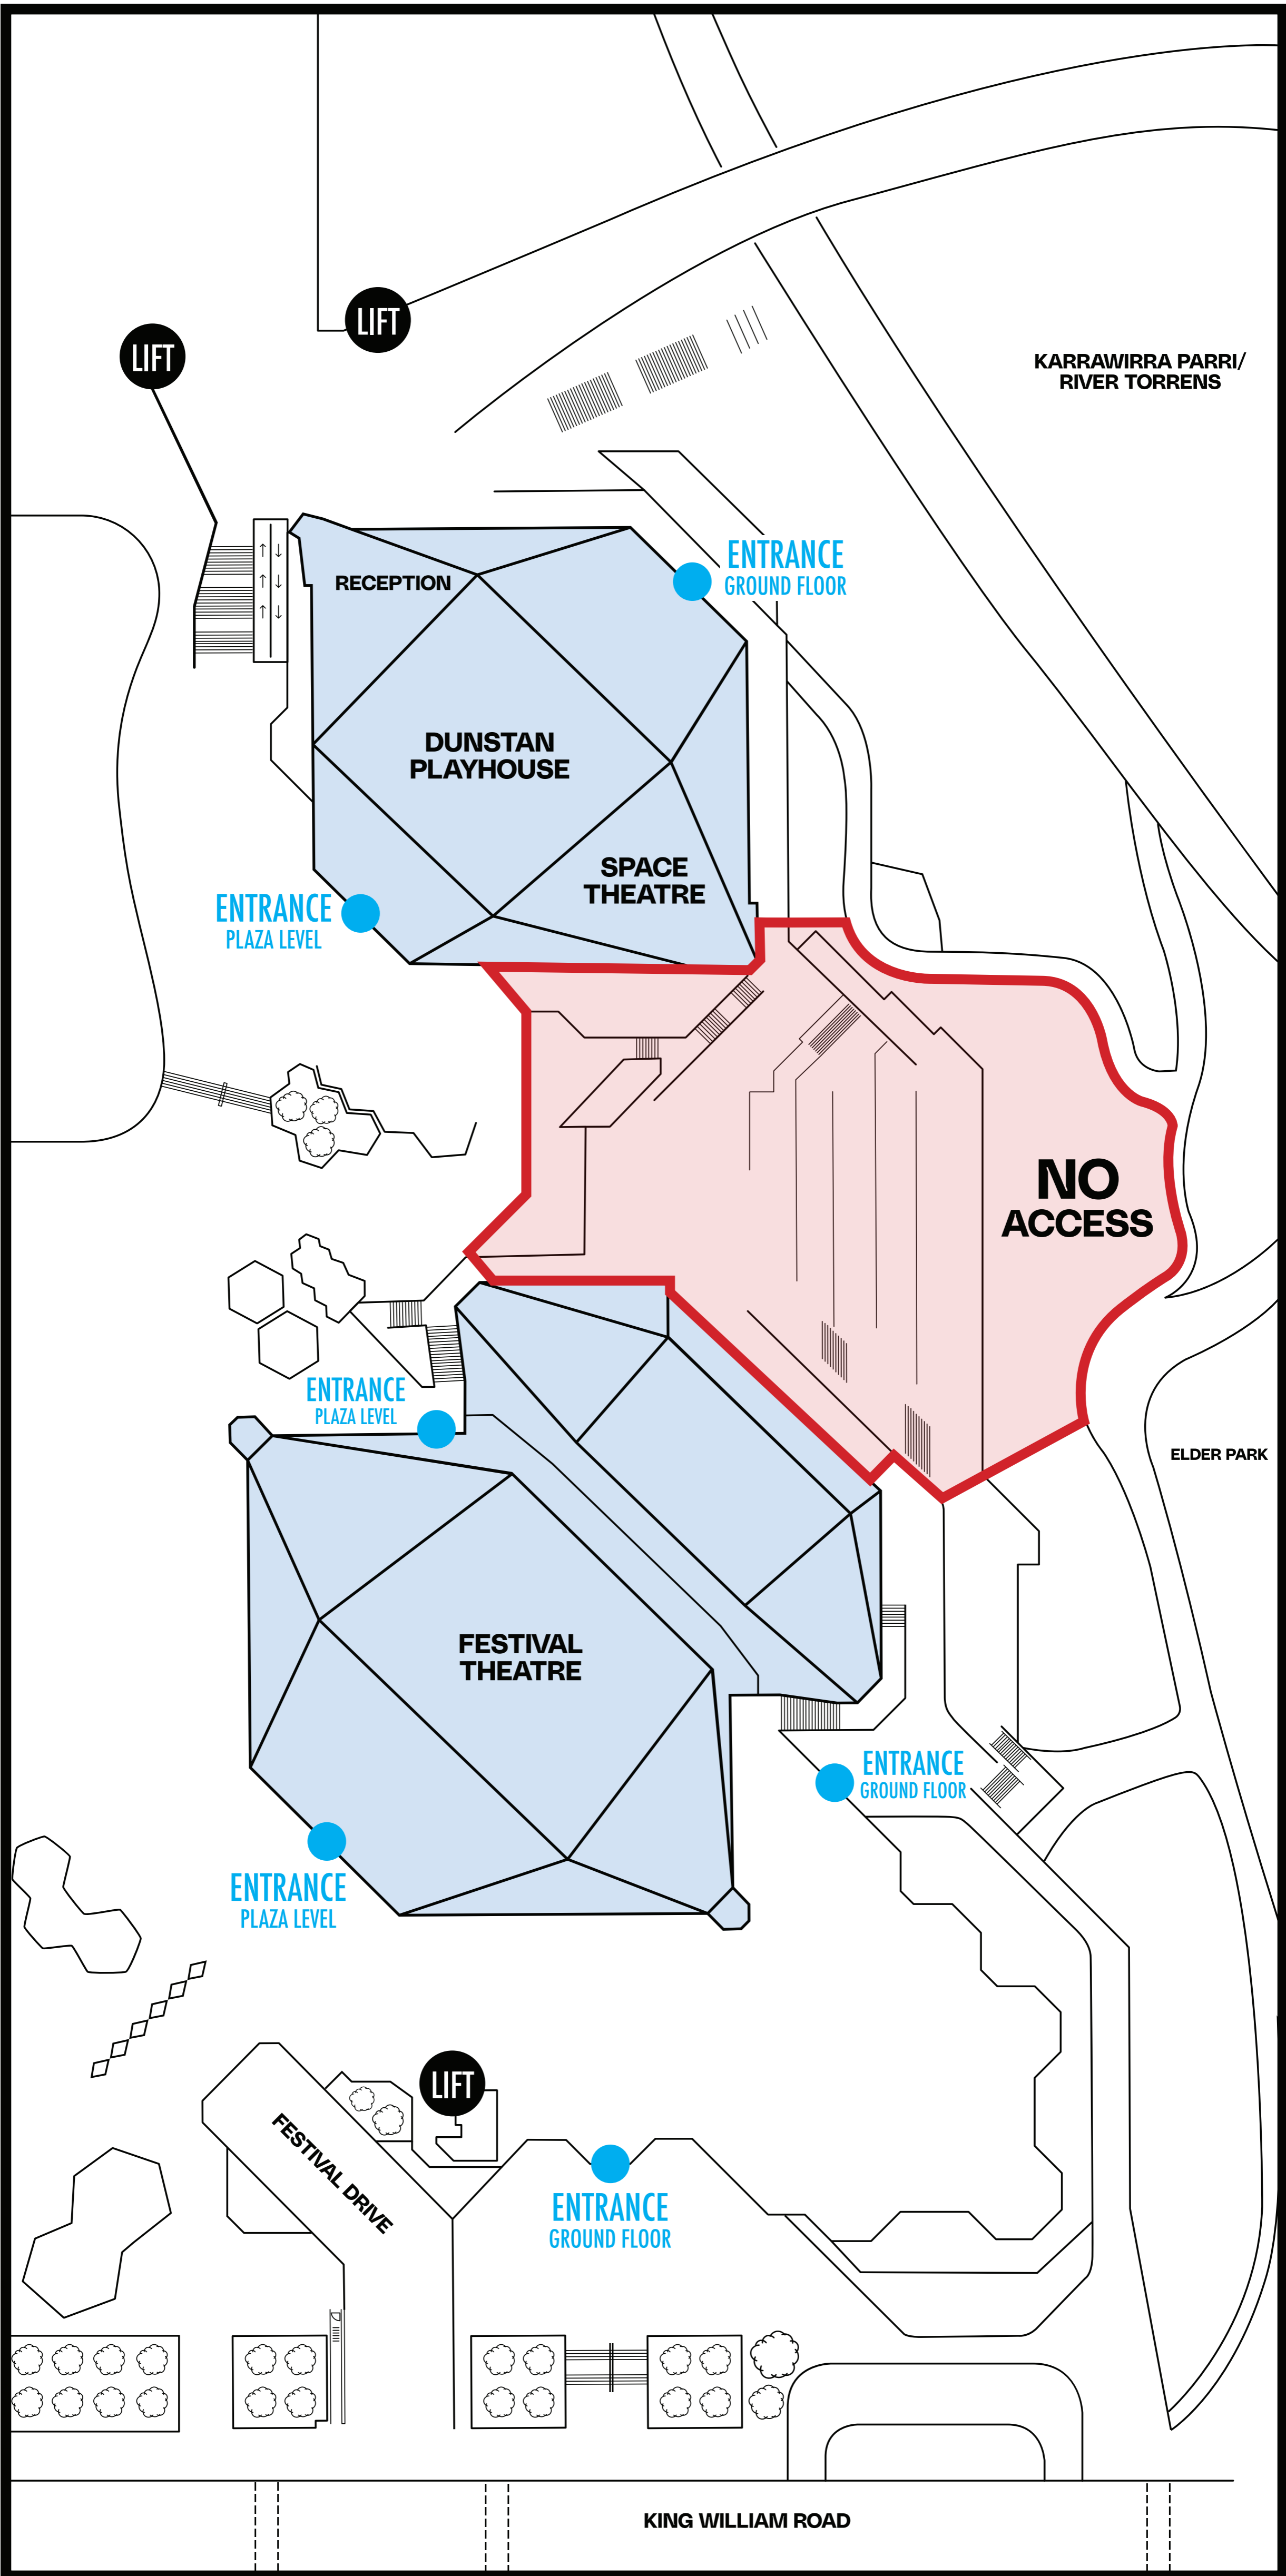 LIFT
LIFT
KARRAWIRRA PARRI/
RIVER TORRENS
ENTRANCE
GROUND FLOOR
RECEPTION
DUNSTAN
PLAYHOUSE
SPACE
THEATRE
ENTRANCE
PLAZA LEVEL
NO
ACCESS
ENTRANCE
PLAZA LEVEL
ELDER PARK
FESTIVAL
THEATRE
ENTRANCE
GROUND FLOOR
ENTRANCE
PLAZA LEVEL
LIFT
FESTIVAL DRIVE
ENTRANCE
GROUND FLOOR
KING WILLIAM ROAD